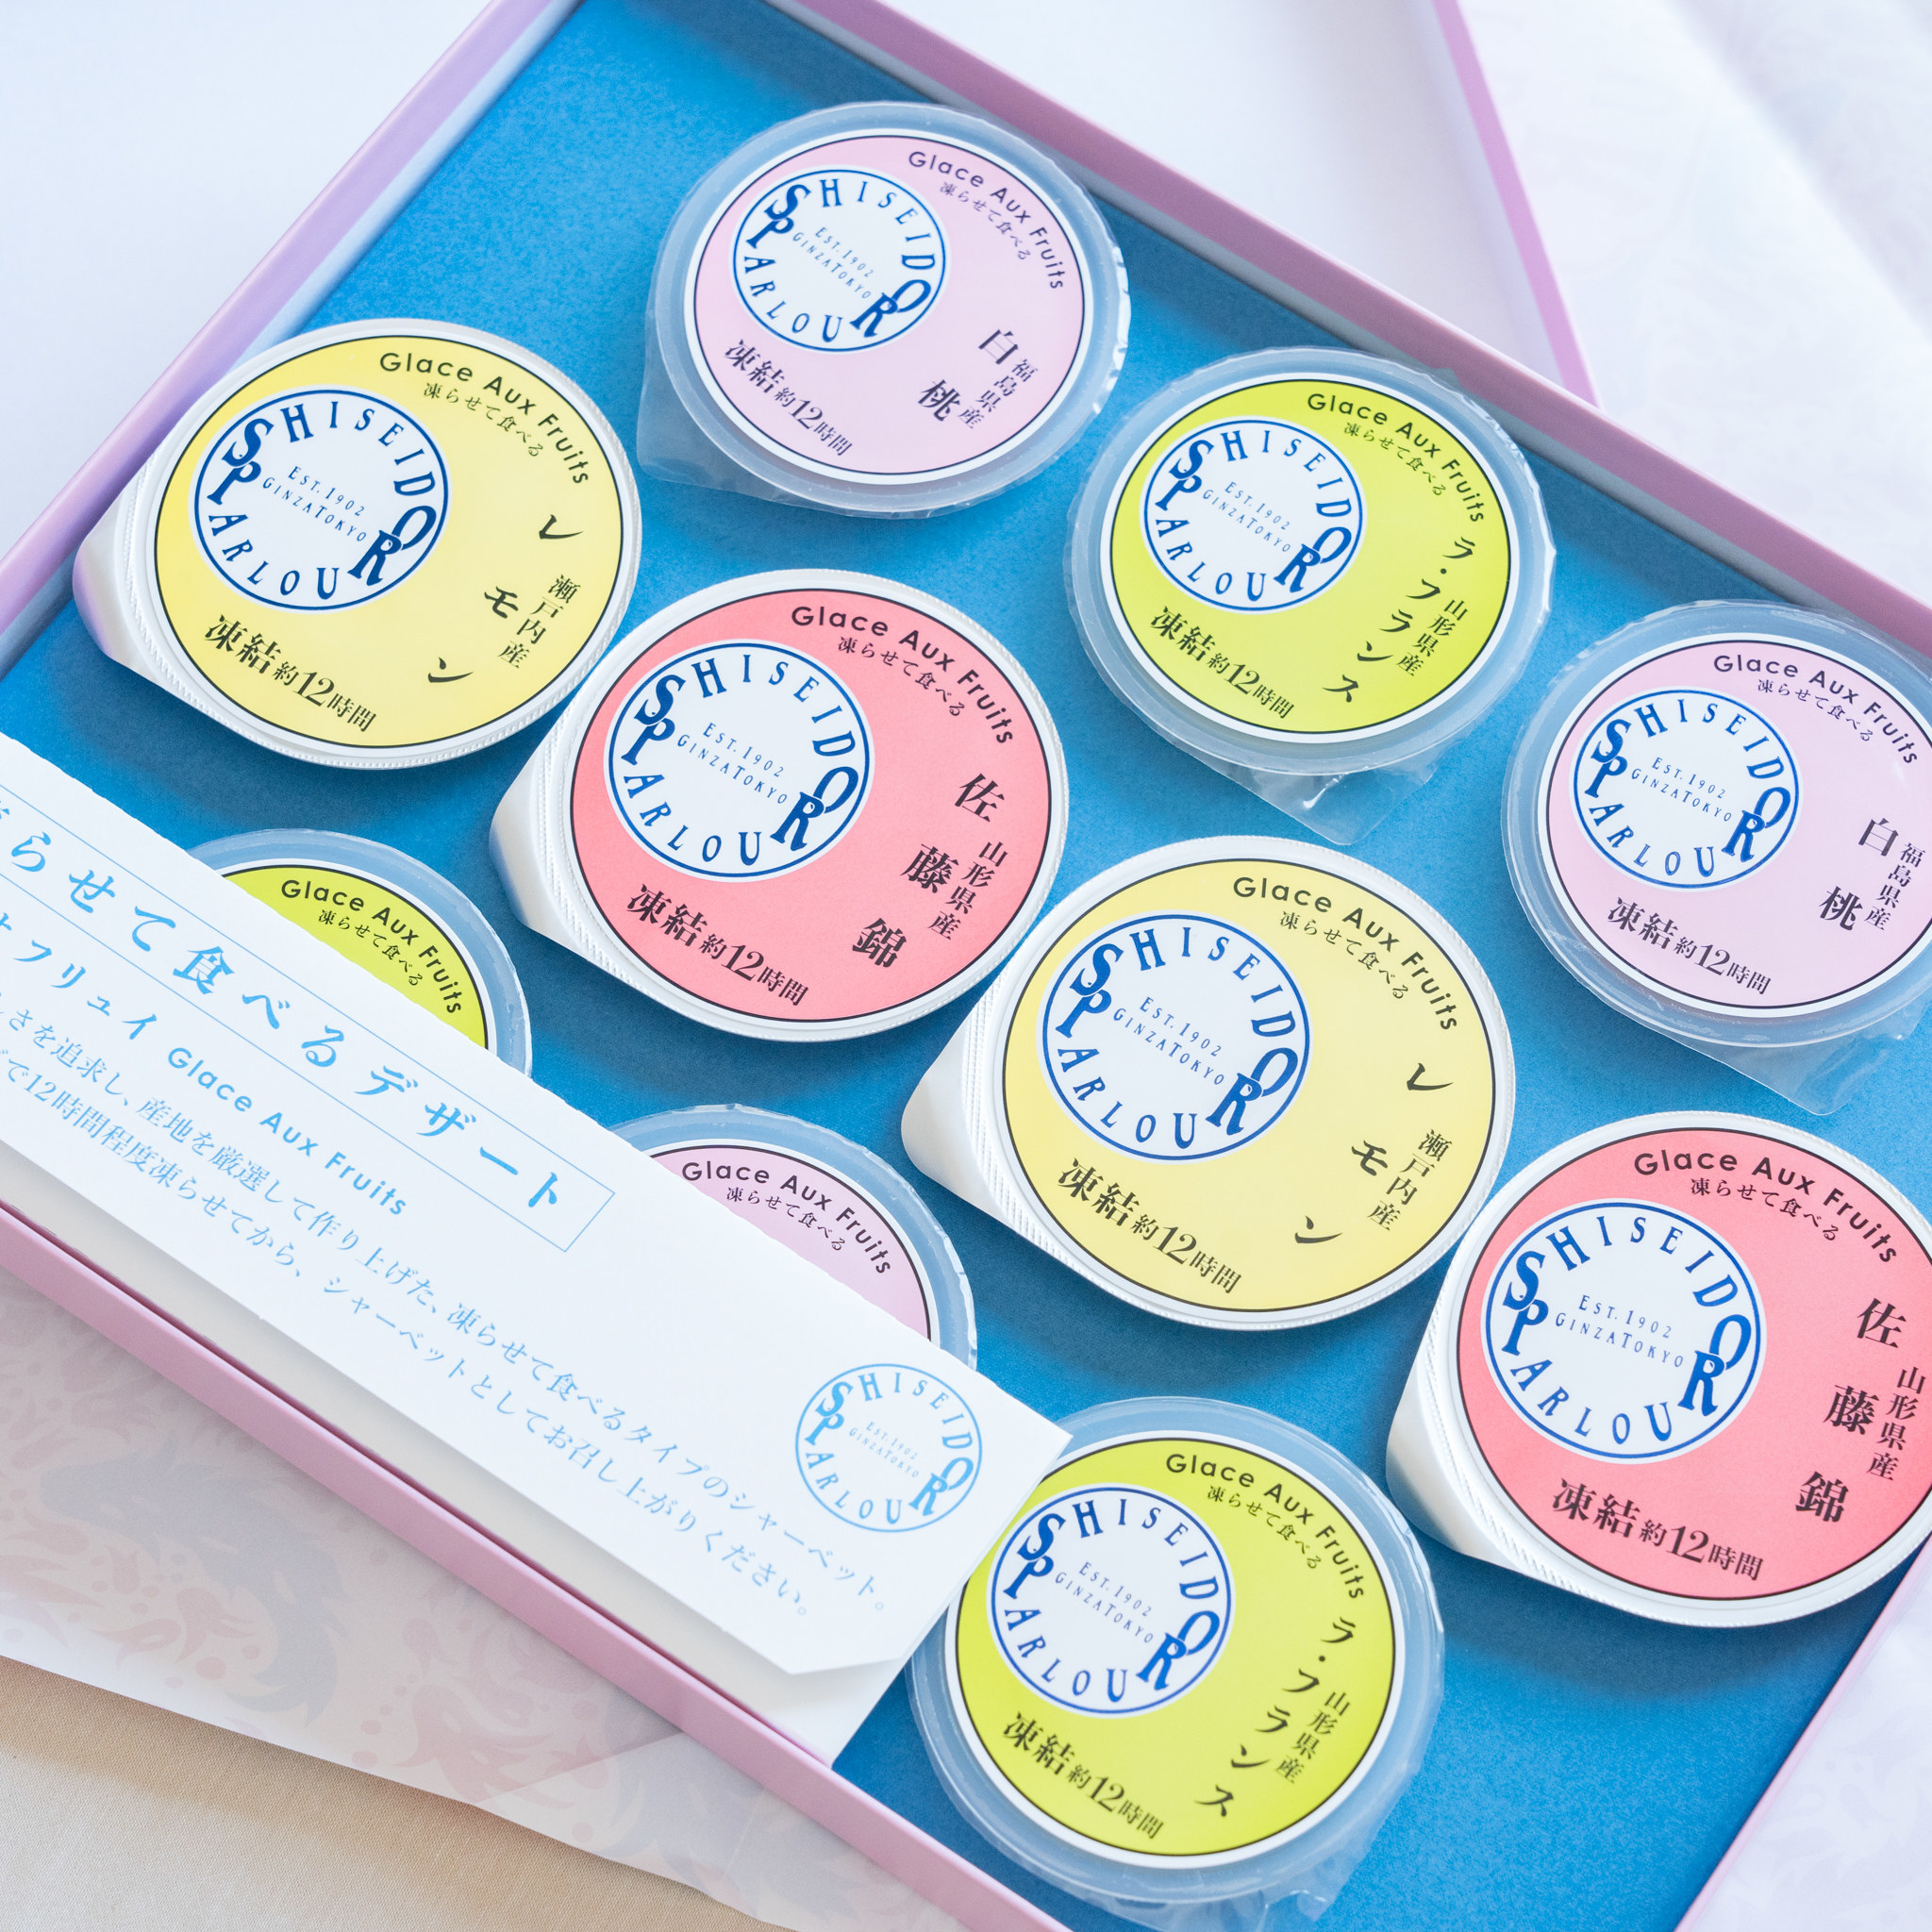 Glace Aux Fruits
凍らせて食べる
SHISEIDO
PARLOUR
EST. 1902
GINZA TOKYO
白桃
福島県産
凍結約12時間
Glace Aux Fruits
凍らせて食べる
SHISEIDO
PARLOUR
EST. 1902
GINZA TOKYO
レモン
瀬戸内産
凍結約12時間
Glace Aux Fruits
凍らせて食べる
SHISEIDO
PARLOUR
EST. 1902
GINZA TOKYO
ラ・フランス
山形県産
凍結約12時間
Glace Aux Fruits
凍らせて食べる
SHISEIDO
PARLOUR
EST. 1902
GINZA TOKYO
佐藤錦
山形県産
凍結約12時間
Glace Aux Fruits
凍らせて食べる
SHISEIDO
PARLOUR
EST. 1902
GINZA TOKYO
白桃
福島県産
凍結約12時間
Glace Aux Fruits
凍らせて食べる
SHISEIDO
PARLOUR
EST. 1902
GINZA TOKYO
レモン
瀬戸内産
凍結約12時間
Glace Aux Fruits
凍らせて食べる
Glace Aux Fruits
凍らせて食べる
Glace Aux Fruits
凍らせて食べる
SHISEIDO
PARLOUR
EST. 1902
GINZA TOKYO
佐藤錦
山形県産
凍結約12時間
Glace Aux Fruits
凍らせて食べる
SHISEIDO
PARLOUR
EST. 1902
GINZA TOKYO
ラ・フランス
山形県産
凍結約12時間
らせて食べるデザート
フリュイ Glace Aux Fruits
さを追求し、産地を厳選して作り上げた、凍らせて食べるタイプのシャーベット。
で12時間程度凍らせてから、シャーベットとしてお召し上がりください。
SHISEIDO
PARLOUR
EST. 1902
GINZA TOKYO